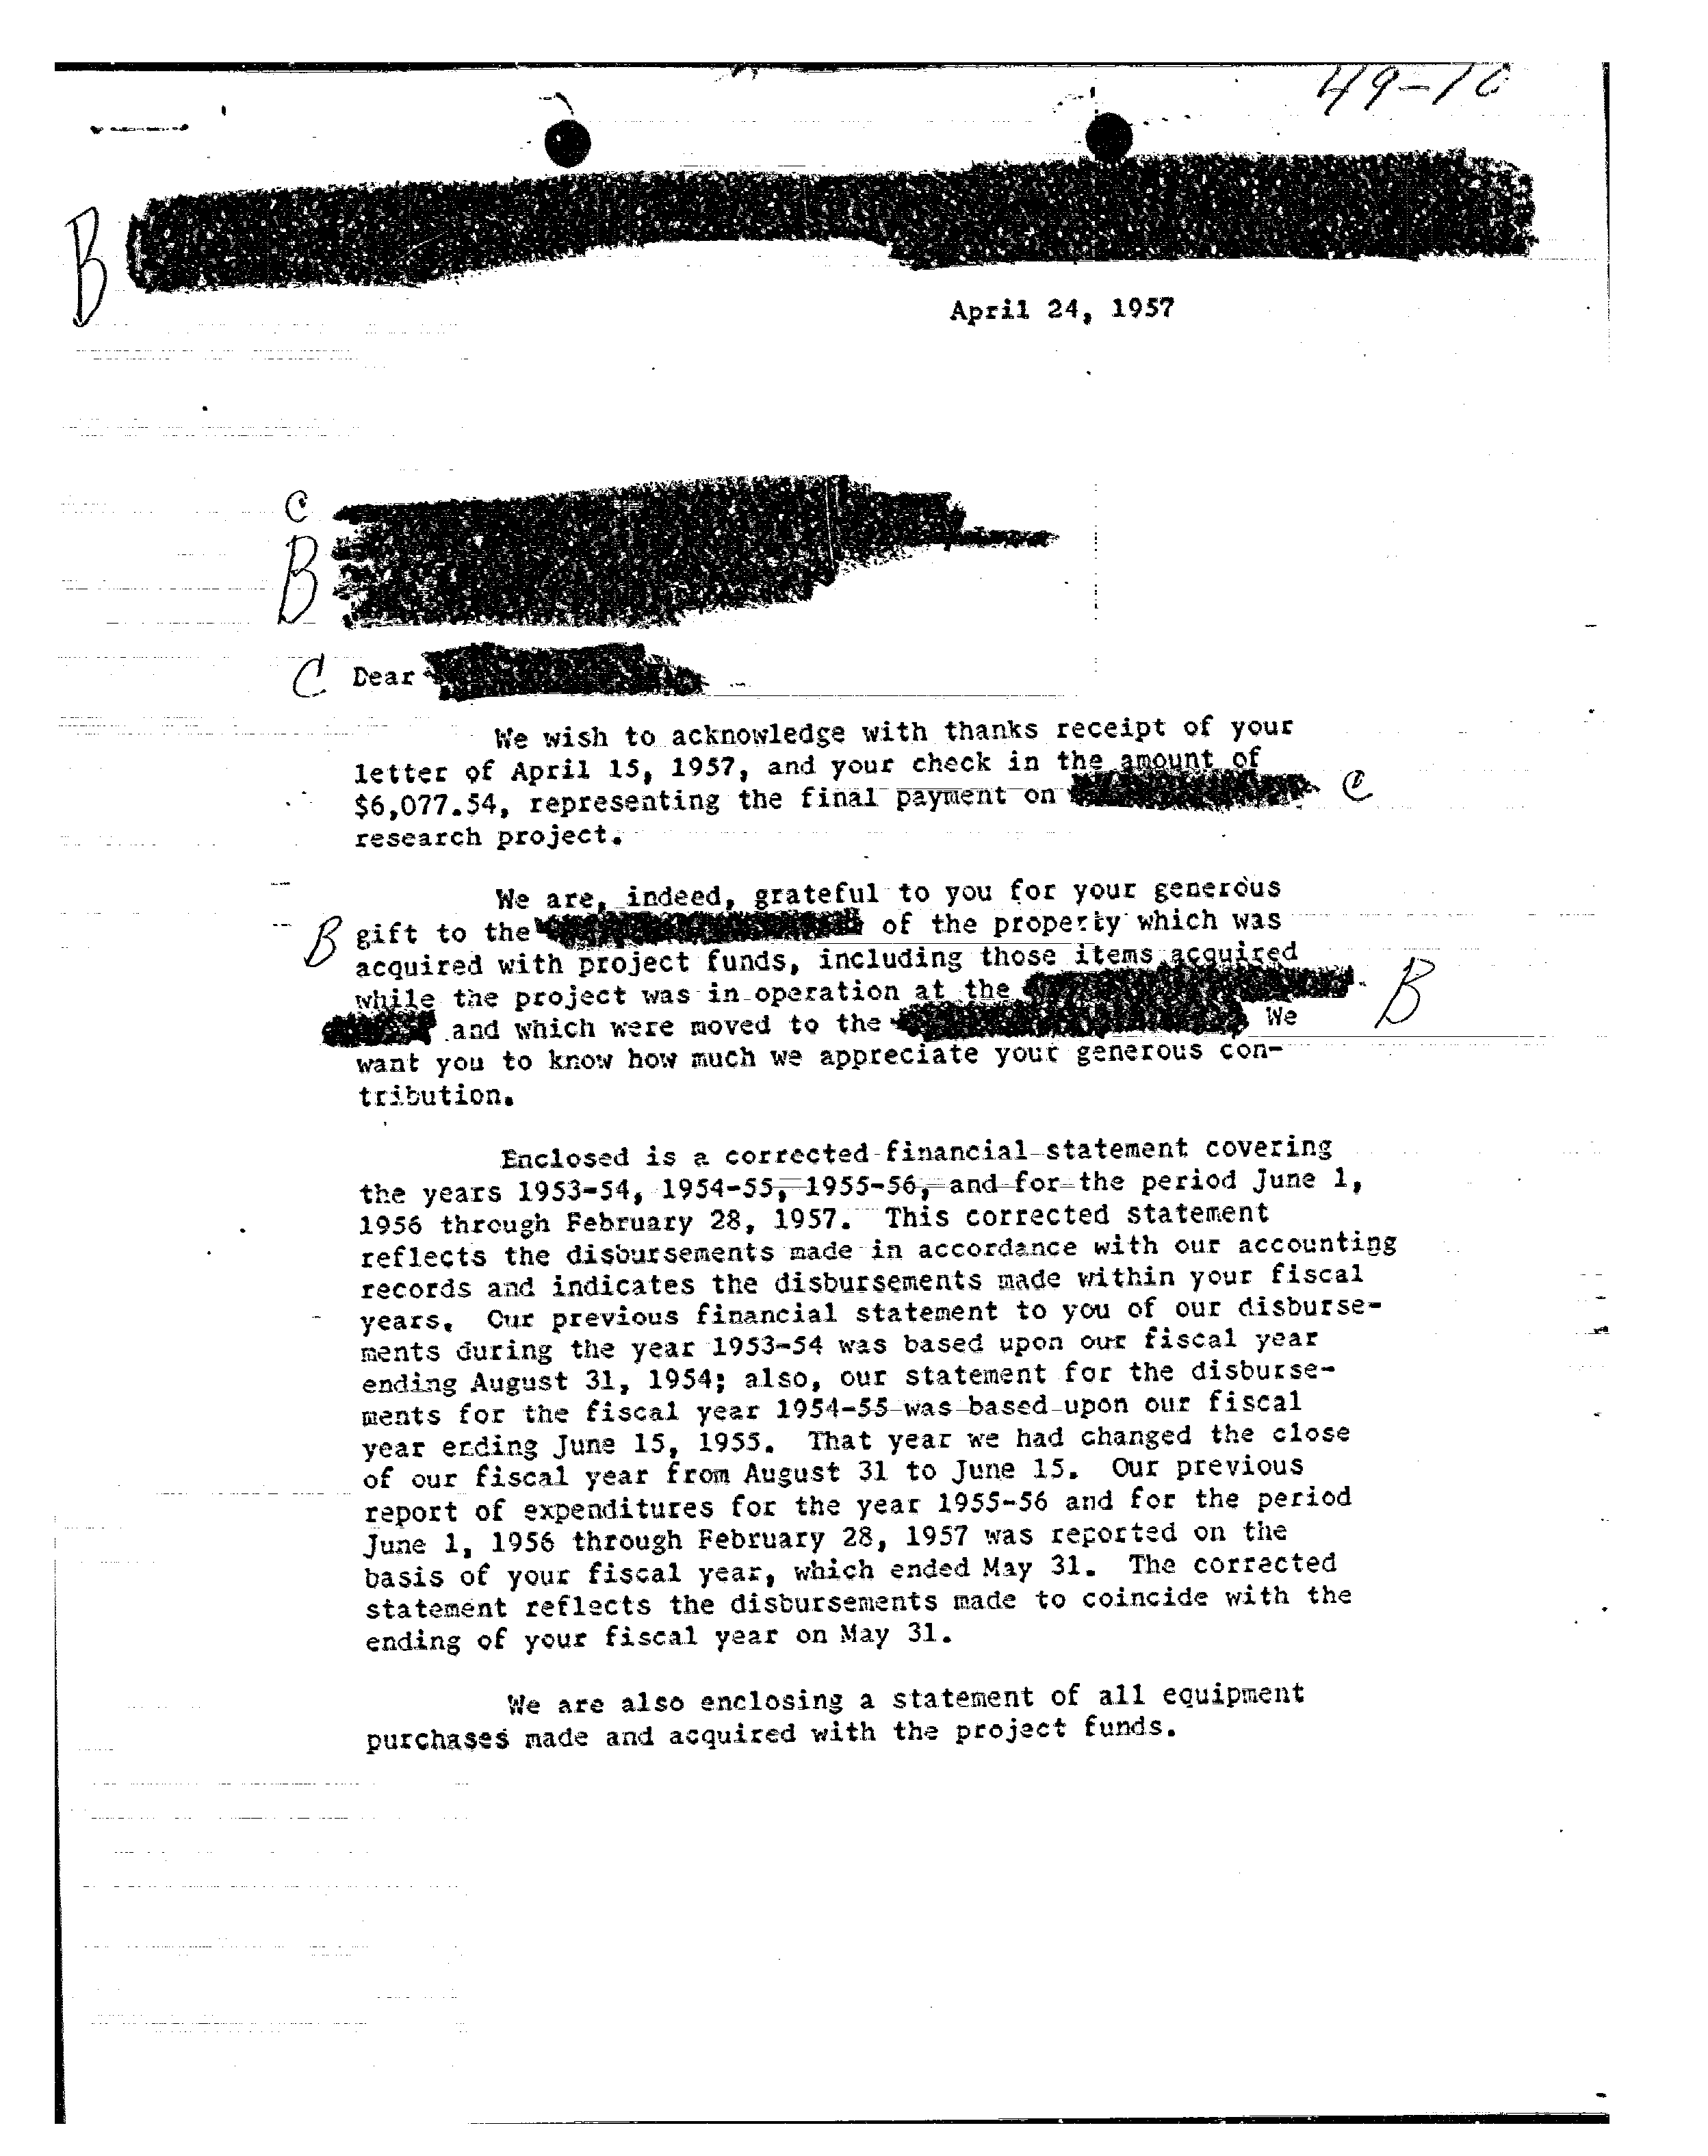 49-10
B
April 24, 1957
C
B
C Dear
We wish to acknowledge with thanks receipt of your
letter of April 15, 1957, and your check in the amount of
$6,077.54, representing the final payment on C
research project.
We are, indeed, grateful to you for your generous
B gift to the of the property which was
acquired with project funds, including those items acquired
while the project was in operation at the B
and which were moved to the We
want you to know how much we appreciate your generous con-
tribution.
Enclosed is a corrected financial statement covering
the years 1953-54, 1954-55, 1955-56, and for the period June 1,
1956 through February 28, 1957. This corrected statement
reflects the disbursements made in accordance with our accounting
records and indicates the disbursements made within your fiscal
years. Our previous financial statement to you of our disburse-
ments during the year 1953-54 was based upon our fiscal year
ending August 31, 1954; also, our statement for the disburse-
ments for the fiscal year 1954-55 was based upon our fiscal
year ending June 15, 1955. That year we had changed the close
of our fiscal year from August 31 to June 15. Our previous
report of expenditures for the year 1955-56 and for the period
June 1, 1956 through February 28, 1957 was reported on the
basis of your fiscal year, which ended May 31. The corrected
statement reflects the disbursements made to coincide with the
ending of your fiscal year on May 31.
We are also enclosing a statement of all equipment
purchases made and acquired with the project funds.